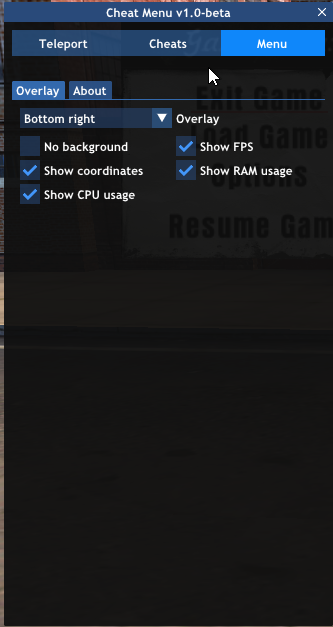 Cheat Menu v1.0-beta
Teleport Cheats Menu
Exit Game
Load Game
Overlay About
Bottom right Overlay
No background Show FPS
Show coordinates Show RAM usage
Options
Show CPU usage
Resume Gam